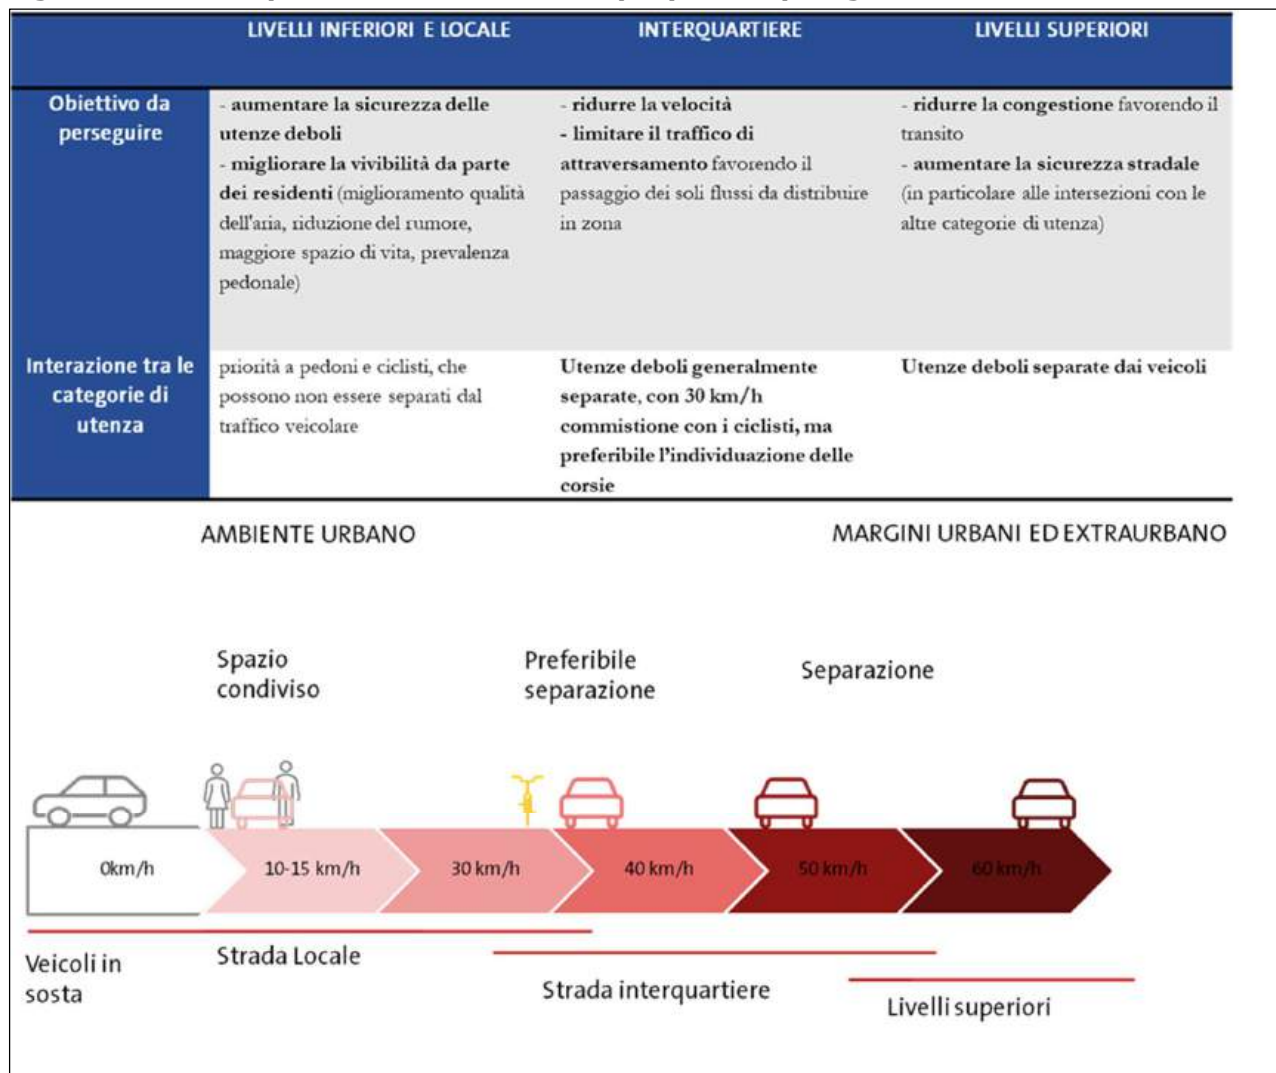 LIVELLI INFERIORI E LOCALE
INTERQUARTIERE
LIVELLI SUPERIORI
Obiettivo da
perseguire
- aumentare la sicurezza delle
utenze deboli
- migliorare la vivibilità da parte
dei residenti (miglioramento qualità
dell'aria, riduzione del rumore,
maggiore spazio di vita, prevalenza
pedonale)
- ridurre la velocità
- limitare il traffico di
attraversamento favorendo il
passaggio dei soli flussi da distribuire
in zona
- ridurre la congestione favorendo il
transito
- aumentare la sicurezza stradale
(in particolare alle intersezioni con le
altre categorie di utenza)
Interazione tra le
categorie di
utenza
priorità a pedoni e ciclisti, che
possono non essere separati dal
traffico veicolare
Utenze deboli generalmente
separate, con 30 km/h
commistione con i ciclisti, ma
preferibile l'individuazione delle
corsie
Utenze deboli separate dai veicoli
AMBIENTE URBANO
MARGINI URBANI ED EXTRAURBANO
Spazio
condiviso
Preferibile
separazione
Separazione
0km/h
10-15 km/h
30 km/h
40 km/h
50 km/h
60 km/h
Veicoli in
sosta
Strada Locale
Strada interquartiere
Livelli superiori